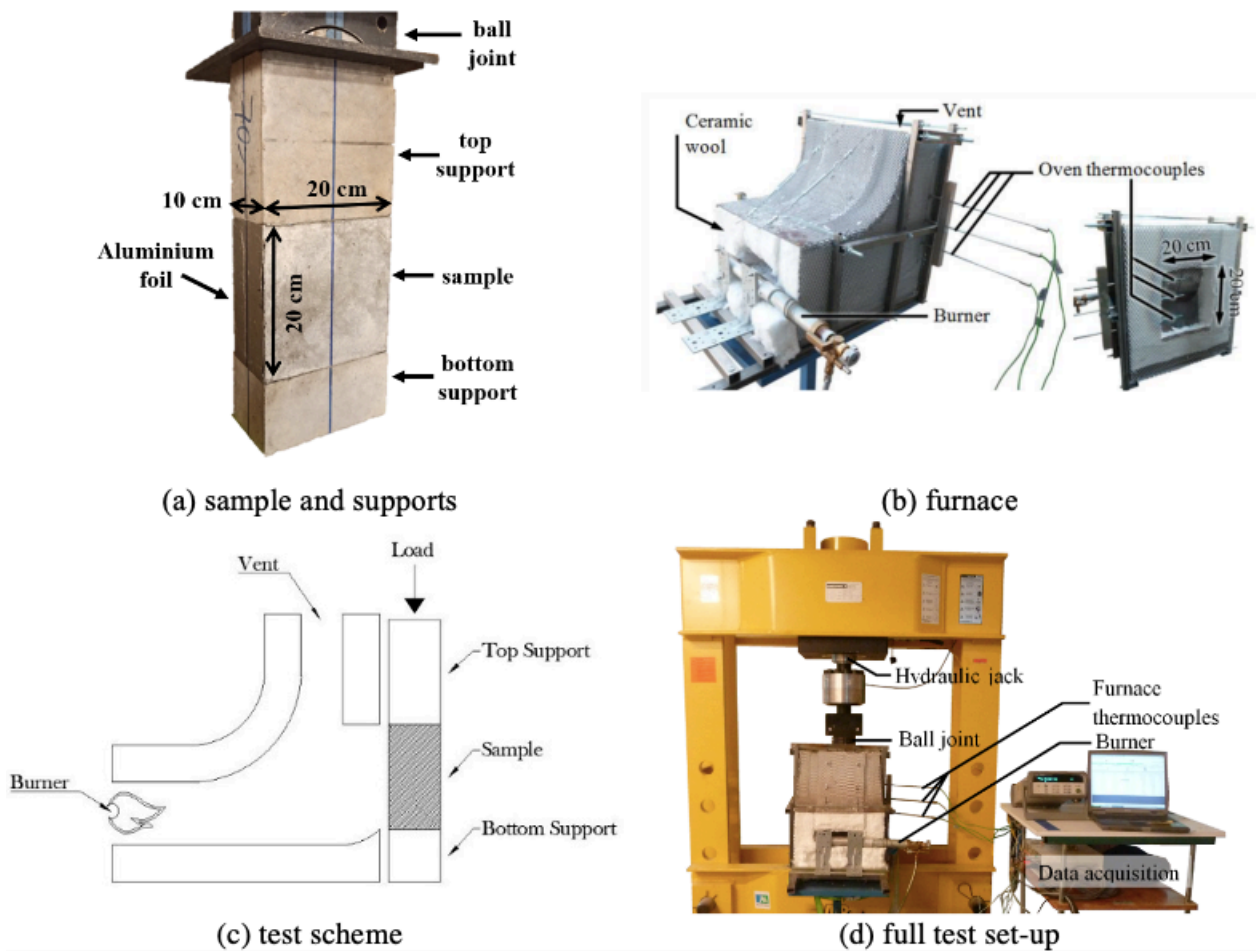 ball
joint
top
support
10 cm
20 cm
Aluminium
foil
sample
20 cm
bottom
support
(a) sample and supports
Vent
Ceramic
wool
Oven thermocouples
20 cm
20 cm
Burner
(b) furnace
Load
Vent
Top Support
Sample
Burner
Bottom Support
(c) test scheme
Hydraulic jack
Furnace
thermocouples
Ball joint
Burner
Data acquisition
(d) full test set-up